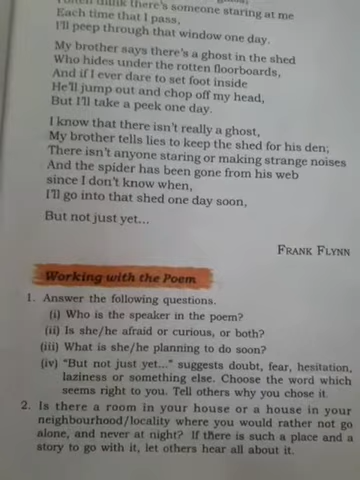 I often think there's someone staring at me
Each time that I pass,
I'll peep through that window one day.
My brother says there's a ghost in the shed
Who hides under the rotten floorboards,
And if I ever dare to set foot inside
He'll jump out and chop off my head,
But I'll take a peek one day.
I know that there isn't really a ghost,
My brother tells lies to keep the shed for his den;
There isn't anyone staring or making strange noises
And the spider has been gone from his web
since I don't know when,
I'll go into that shed one day soon,
But not just yet...
FRANK FLYNN
Working with the Poem
1. Answer the following questions.
(i) Who is the speaker in the poem?
(ii) Is she/he afraid or curious, or both?
(iii) What is she/he planning to do soon?
(iv) "But not just yet..." suggests doubt, fear, hesitation,
laziness or something else. Choose the word which
seems right to you. Tell others why you chose it.
2. Is there a room in your house or a house in your
neighbourhood/locality where you would rather not go
alone, and never at night? If there is such a place and a
story to go with it, let others hear all about it.